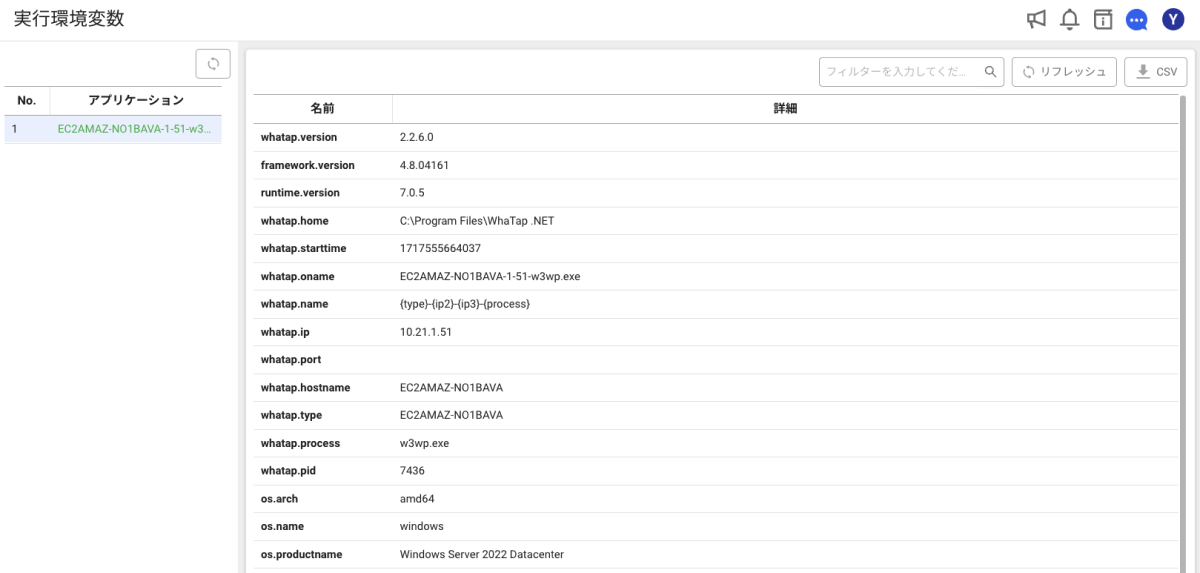 実行環境変数
Y
No. アプリケーション
1 EC2AMAZ-NO1BAVA-1-51-w3...
フィルターを入力してくだ... リフレッシュ CSV
名前 詳細
whatap.version 2.2.6.0
framework.version 4.8.04161
runtime.version 7.0.5
whatap.home C:\Program Files\WhaTap .NET
whatap.starttime 1717555664037
whatap.oname EC2AMAZ-NO1BAVA-1-51-w3wp.exe
whatap.name {type}-{ip2}-{ip3}-{process}
whatap.ip 10.21.1.51
whatap.port
whatap.hostname EC2AMAZ-NO1BAVA
whatap.type EC2AMAZ-NO1BAVA
whatap.process w3wp.exe
whatap.pid 7436
os.arch amd64
os.name windows
os.productname Windows Server 2022 Datacenter